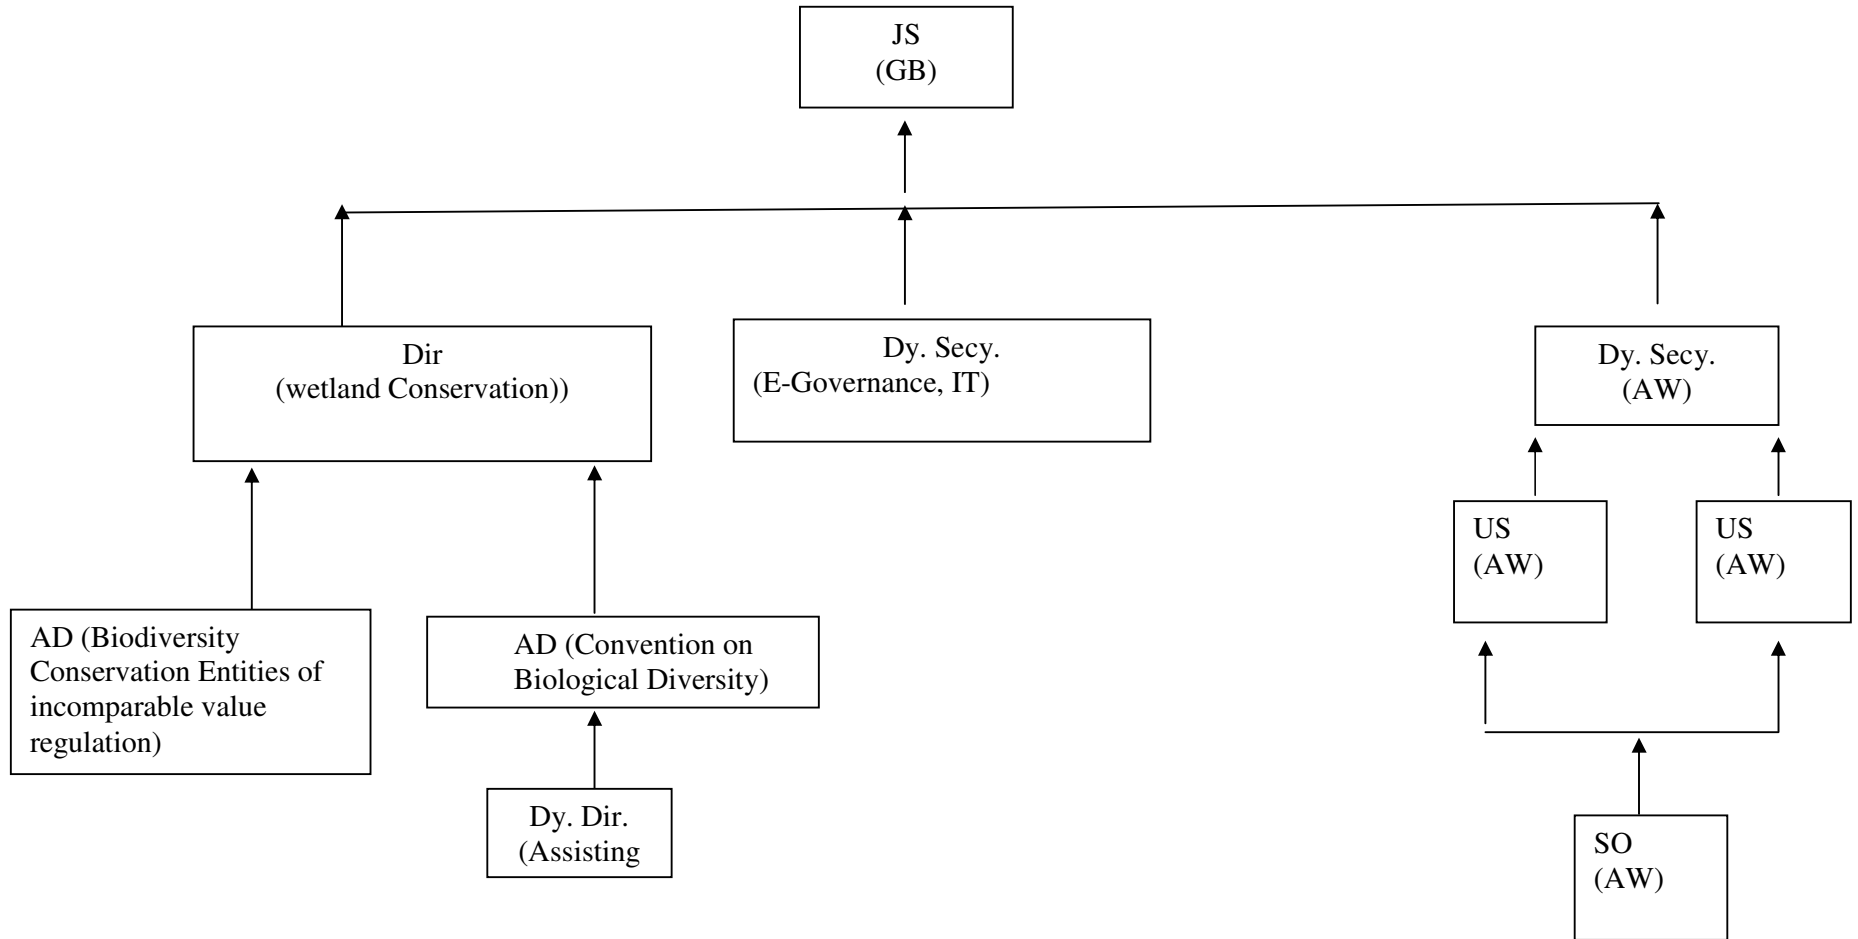 JS
(GB)
Dir
(wetland Conservation))
Dy. Secy.
(E-Governance, IT)
Dy. Secy.
(AW)
US
(AW)
US
(AW)
AD (Biodiversity
Conservation Entities of
incomparable value
regulation)
AD (Convention on
Biological Diversity)
Dy. Dir.
(Assisting
SO
(AW)